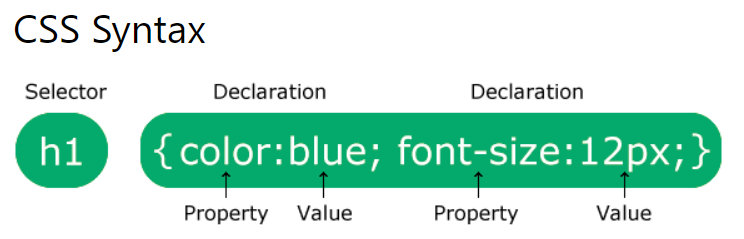 CSS Syntax
Selector Declaration Declaration
h1 {color:blue; font-size:12px;}
Property Value Property Value